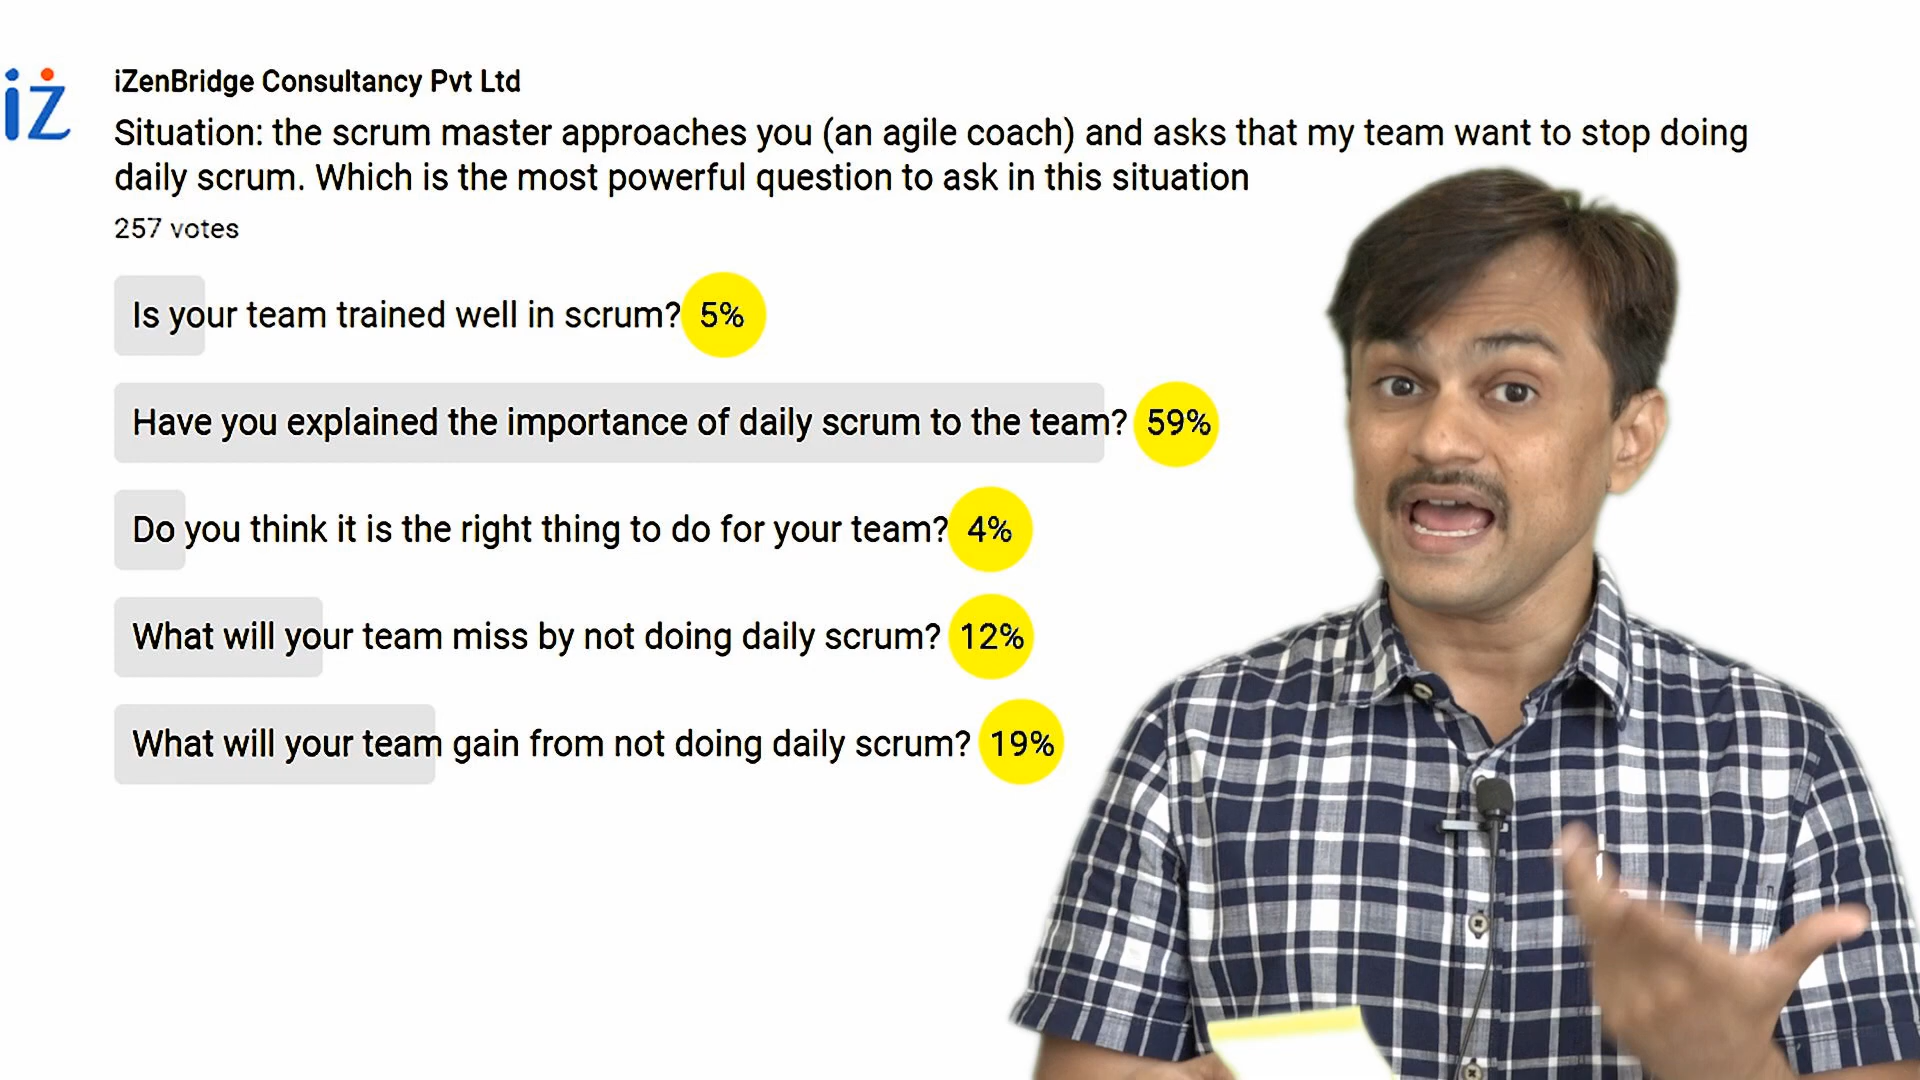 iz
iZenBridge Consultancy Pvt Ltd
Situation: the scrum master approaches you (an agile coach) and asks that my team want to stop doing
daily scrum. Which is the most powerful question to ask in this situation
257 votes
Is your team trained well in scrum? 5%
Have you explained the importance of daily scrum to the team? 59%
Do you think it is the right thing to do for your team? 4%
What will your team miss by not doing daily scrum? 12%
What will your team gain from not doing daily scrum? 19%